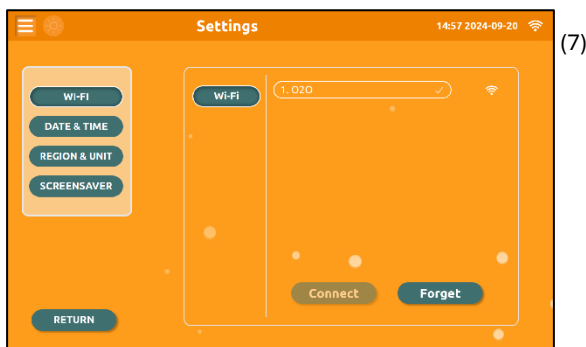 Settings
14:57 2024-09-20
(7)
WI-FI
DATE & TIME
REGION & UNIT
SCREENSAVER
Wi-Fi
1. O2O
Connect
Forget
RETURN